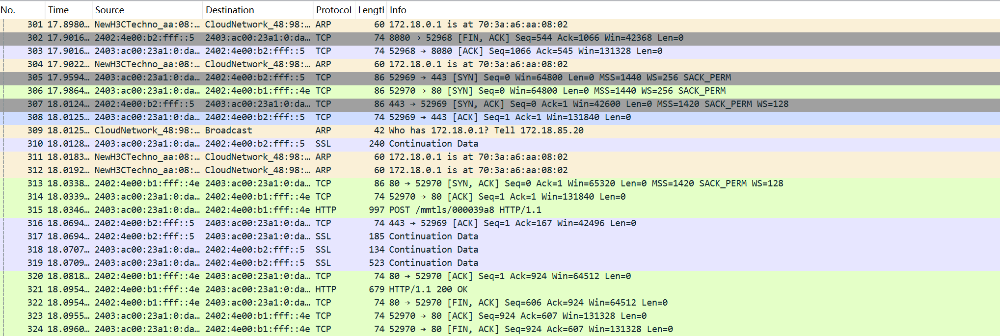 No. Time Source Destination Protocol Length Info
301 17.8980… NewH3CTechno_aa:08:… CloudNetwork_48:98:… ARP 60 172.18.0.1 is at 70:3a:a6:aa:08:02
302 17.9016… 2402:4e00:b2:fff::5 2403:ac00:23a1:0:da… TCP 74 8080 → 52968 [FIN, ACK] Seq=544 Ack=1066 Win=42368 Len=0
303 17.9016… 2403:ac00:23a1:0:da… 2402:4e00:b2:fff::5 TCP 74 52968 → 8080 [ACK] Seq=1066 Ack=545 Win=131328 Len=0
304 17.9022… NewH3CTechno_aa:08:… CloudNetwork_48:98:… ARP 60 172.18.0.1 is at 70:3a:a6:aa:08:02
305 17.9594… 2403:ac00:23a1:0:da… 2402:4e00:b2:fff::5 TCP 86 52969 → 443 [SYN] Seq=0 Win=64800 Len=0 MSS=1440 WS=256 SACK_PERM
306 17.9864… 2403:ac00:23a1:0:da… 2402:4e00:b1:fff::4e TCP 86 52970 → 80 [SYN] Seq=0 Win=64800 Len=0 MSS=1440 WS=256 SACK_PERM
307 18.0124… 2402:4e00:b2:fff::5 2403:ac00:23a1:0:da… TCP 86 443 → 52969 [SYN, ACK] Seq=0 Ack=1 Win=42600 Len=0 MSS=1420 SACK_PERM WS=128
308 18.0125… 2403:ac00:23a1:0:da… 2402:4e00:b2:fff::5 TCP 74 52969 → 443 [ACK] Seq=1 Ack=1 Win=131840 Len=0
309 18.0125… CloudNetwork_48:98:… Broadcast ARP 42 Who has 172.18.0.1? Tell 172.18.85.20
310 18.0128… 2403:ac00:23a1:0:da… 2402:4e00:b2:fff::5 SSL 240 Continuation Data
311 18.0183… NewH3CTechno_aa:08:… CloudNetwork_48:98:… ARP 60 172.18.0.1 is at 70:3a:a6:aa:08:02
312 18.0192… NewH3CTechno_aa:08:… CloudNetwork_48:98:… ARP 60 172.18.0.1 is at 70:3a:a6:aa:08:02
313 18.0338… 2402:4e00:b1:fff::4e 2403:ac00:23a1:0:da… TCP 86 80 → 52970 [SYN, ACK] Seq=0 Ack=1 Win=65320 Len=0 MSS=1420 SACK_PERM WS=128
314 18.0339… 2403:ac00:23a1:0:da… 2402:4e00:b1:fff::4e TCP 74 52970 → 80 [ACK] Seq=1 Ack=1 Win=131840 Len=0
315 18.0346… 2403:ac00:23a1:0:da… 2402:4e00:b1:fff::4e HTTP 997 POST /mmtls/000039a8 HTTP/1.1
316 18.0694… 2402:4e00:b2:fff::5 2403:ac00:23a1:0:da… TCP 74 443 → 52969 [ACK] Seq=1 Ack=167 Win=42496 Len=0
317 18.0694… 2402:4e00:b2:fff::5 2403:ac00:23a1:0:da… SSL 185 Continuation Data
318 18.0707… 2403:ac00:23a1:0:da… 2402:4e00:b2:fff::5 SSL 134 Continuation Data
319 18.0709… 2403:ac00:23a1:0:da… 2402:4e00:b2:fff::5 SSL 523 Continuation Data
320 18.0818… 2402:4e00:b1:fff::4e 2403:ac00:23a1:0:da… TCP 74 80 → 52970 [ACK] Seq=1 Ack=924 Win=64512 Len=0
321 18.0954… 2402:4e00:b1:fff::4e 2403:ac00:23a1:0:da… HTTP 679 HTTP/1.1 200 OK
322 18.0954… 2402:4e00:b1:fff::4e 2403:ac00:23a1:0:da… TCP 74 80 → 52970 [FIN, ACK] Seq=606 Ack=924 Win=64512 Len=0
323 18.0955… 2403:ac00:23a1:0:da… 2402:4e00:b1:fff::4e TCP 74 52970 → 80 [ACK] Seq=924 Ack=607 Win=131328 Len=0
324 18.0960… 2403:ac00:23a1:0:da… 2402:4e00:b1:fff::4e TCP 74 52970 → 80 [FIN, ACK] Seq=924 Ack=607 Win=131328 Len=0